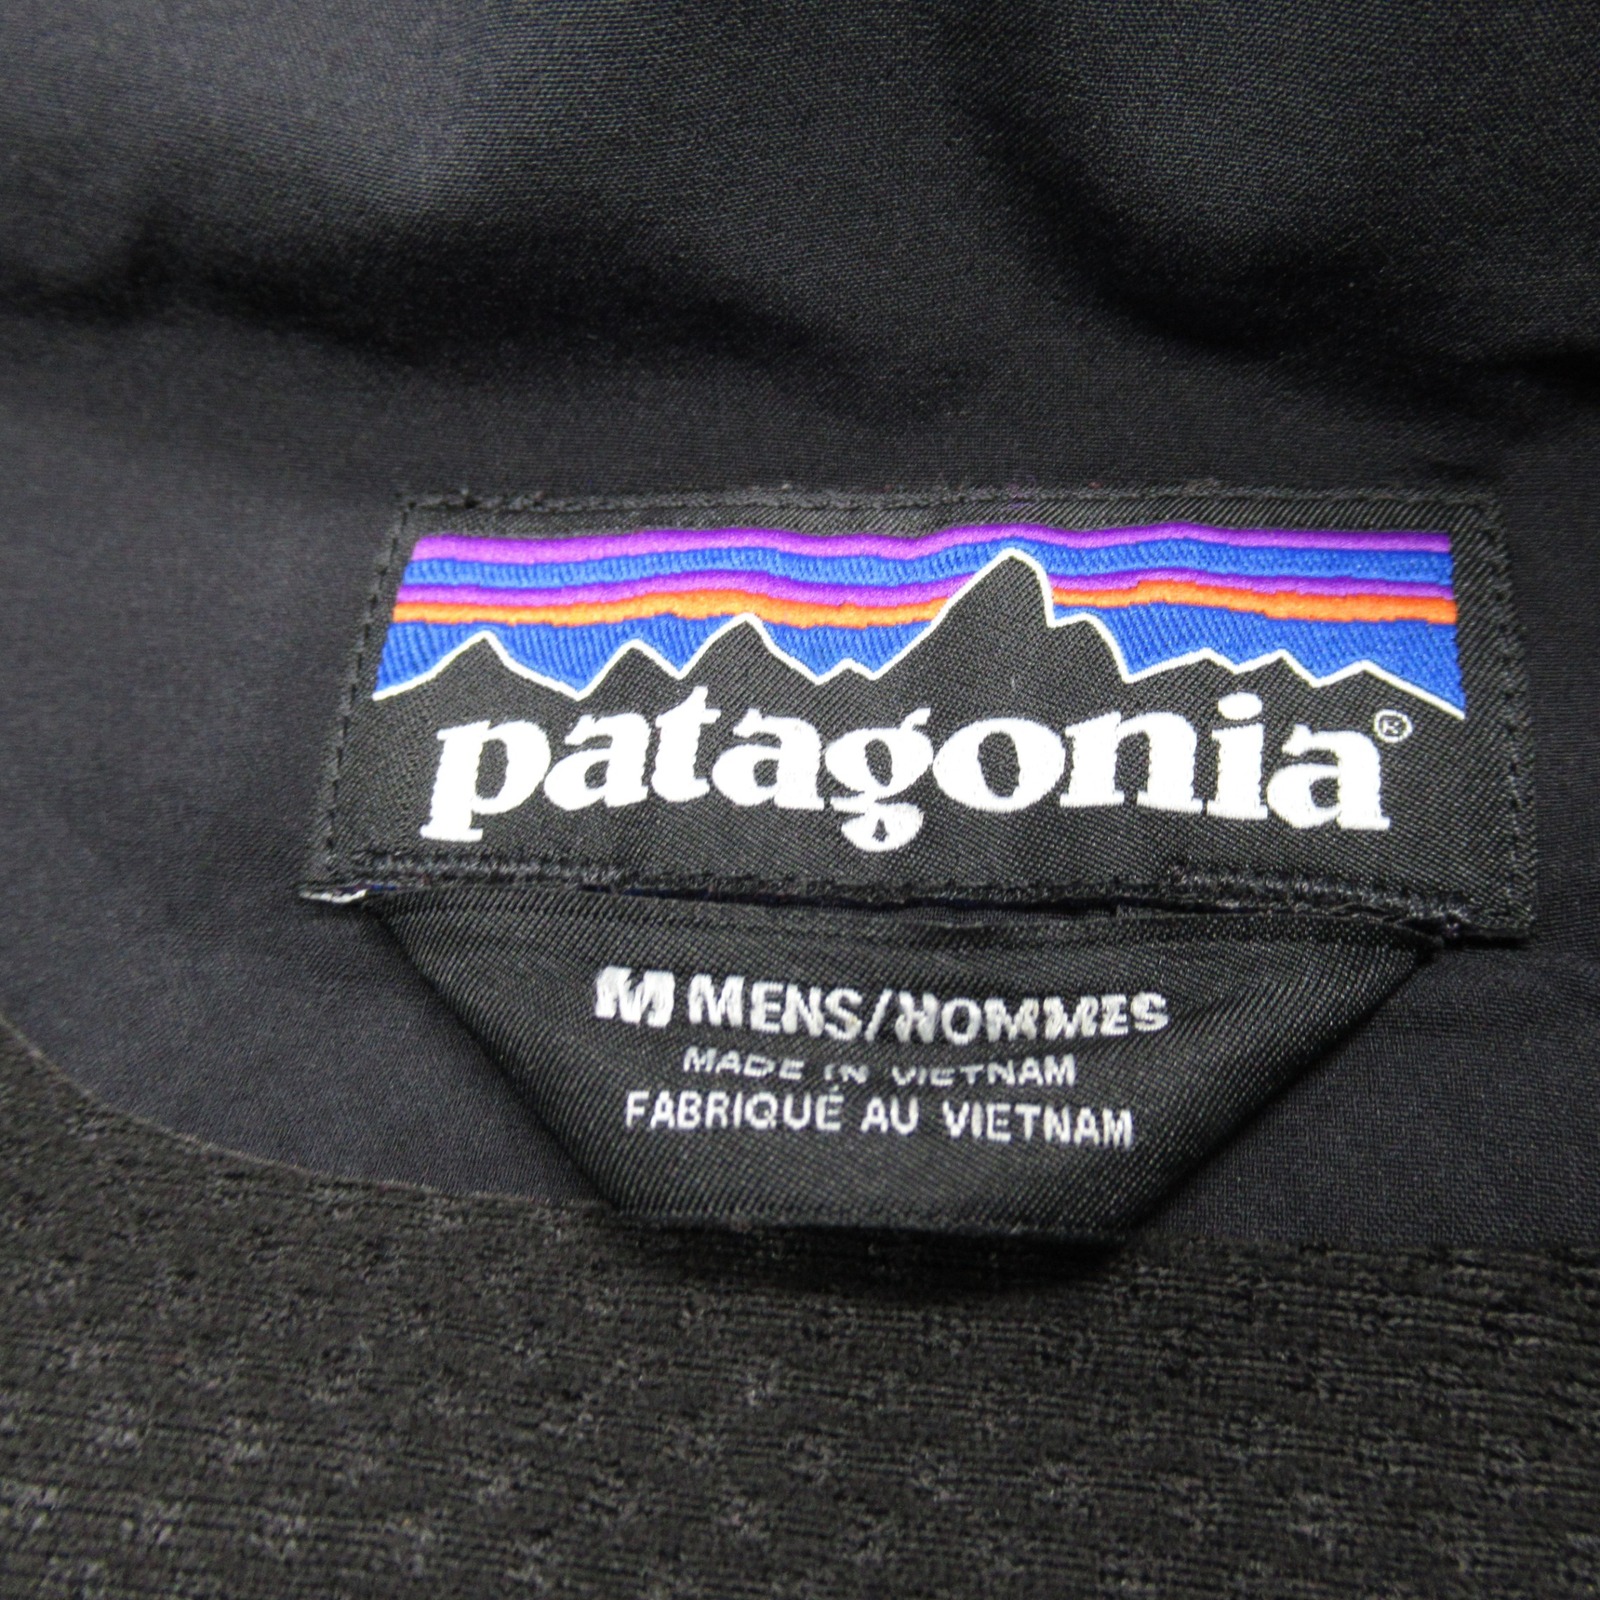 patagonia®
M MENS/HOMMES
MADE IN VIETNAM
FABRIQUÉ AU VIETNAM